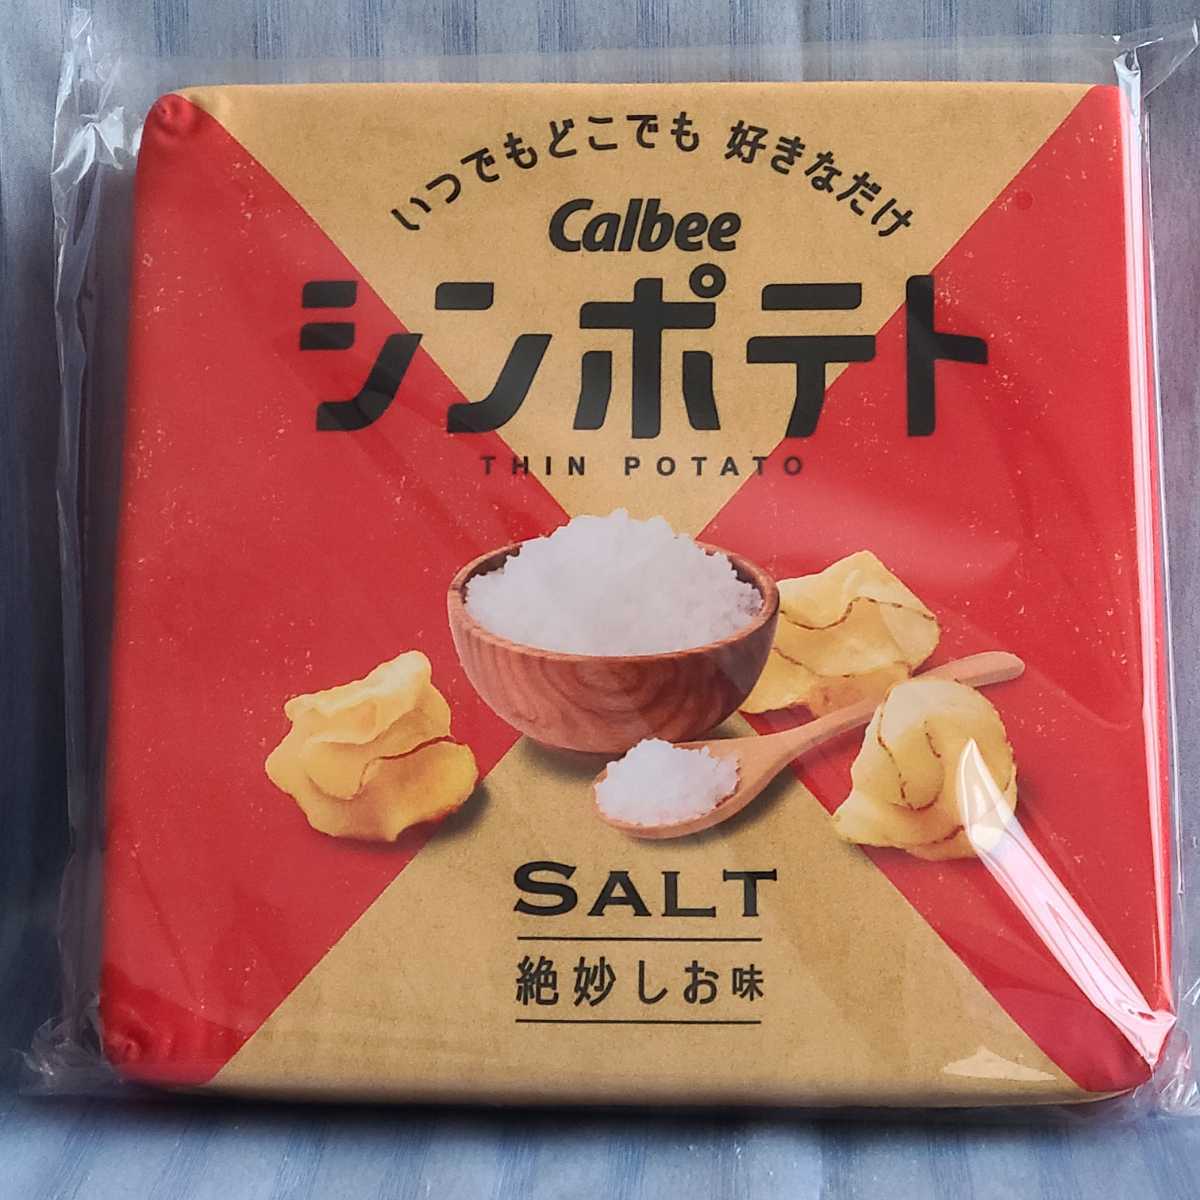 いつでもどこでも 好きなだけ
Calbee
シンポテト
THIN POTATO
SALT
絶妙しお味